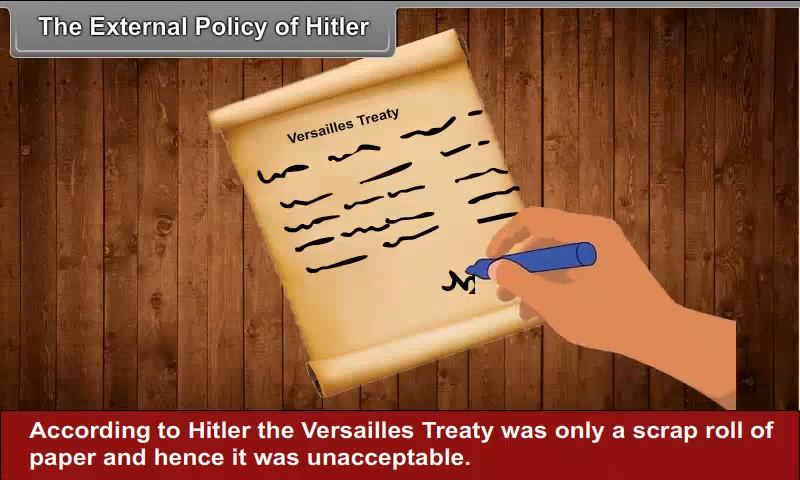 The External Policy of Hitler
Versailles Treaty
According to Hitler the Versailles Treaty was only a scrap roll of
paper and hence it was unacceptable.